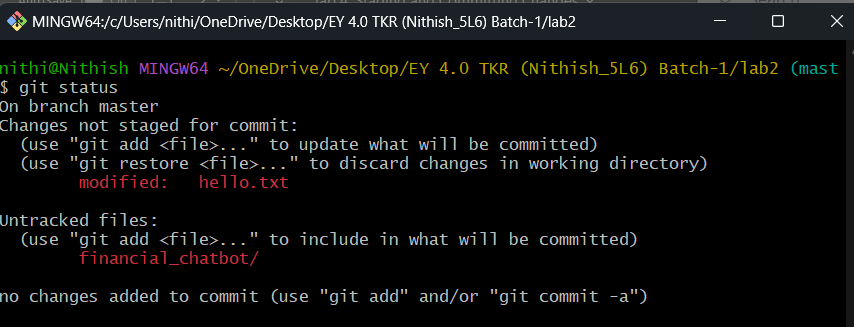 MINGW64:/c/Users/nithi/OneDrive/Desktop/EY 4.0 TKR (Nithish_5L6) Batch-1/lab2
nithi@Nithish MINGW64 ~/OneDrive/Desktop/EY 4.0 TKR (Nithish_5L6) Batch-1/lab2 (mast
$ git status
On branch master
Changes not staged for commit:
  (use "git add <file>..." to update what will be committed)
  (use "git restore <file>..." to discard changes in working directory)
        modified:   hello.txt

Untracked files:
  (use "git add <file>..." to include in what will be committed)
        financial_chatbot/

no changes added to commit (use "git add" and/or "git commit -a")